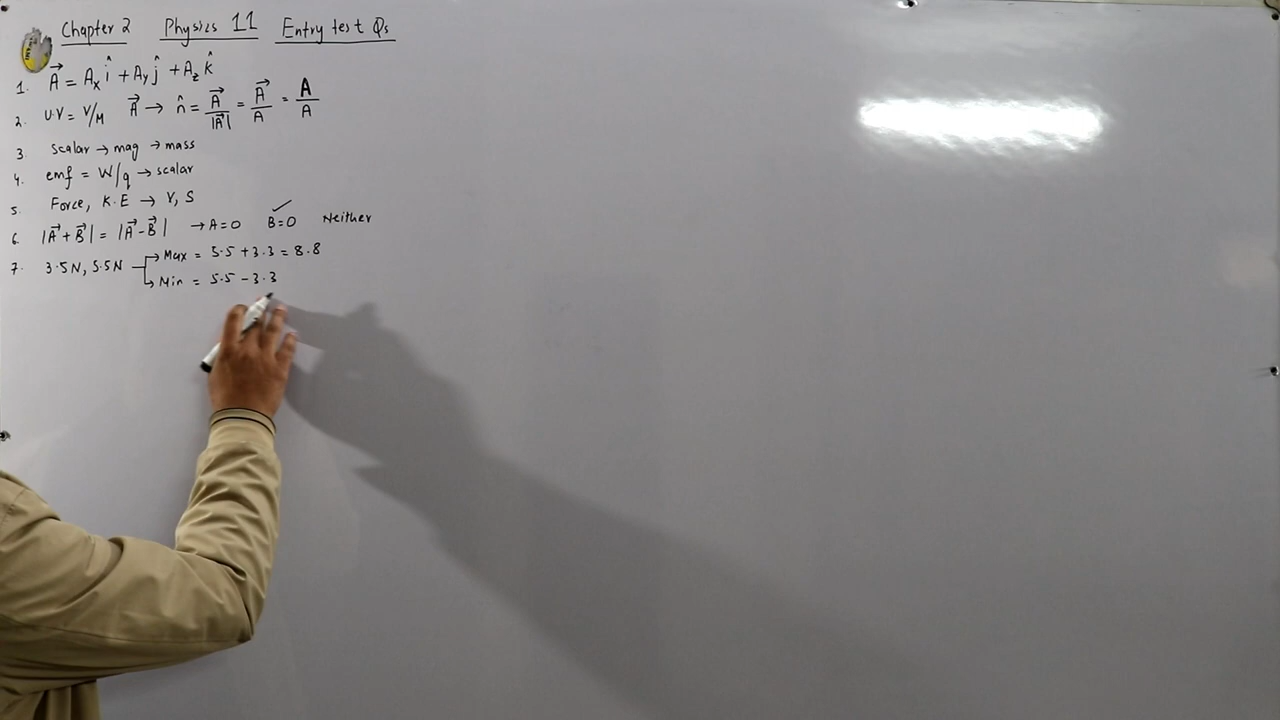 Chapter 2 Physics 11 Entry test Qs
1. A⃗ = Aₓ î + Aᵧ ĵ + A_z k̂
2. U.V = V/M A⃗ → n̂ = A⃗/|A⃗| = A⃗/A = A/A
3. Scalar → mag → mass
4. emf = W/q → scalar
5. Force, K.E → V, S
6. |A⃗ + B⃗| = |A⃗ - B⃗| → A=0 B=0 ✓ Neither
7. 3.5N, 5.5N → Max = 5.5 + 3.3 = 8.8
→ Min = 5.5 - 3.3